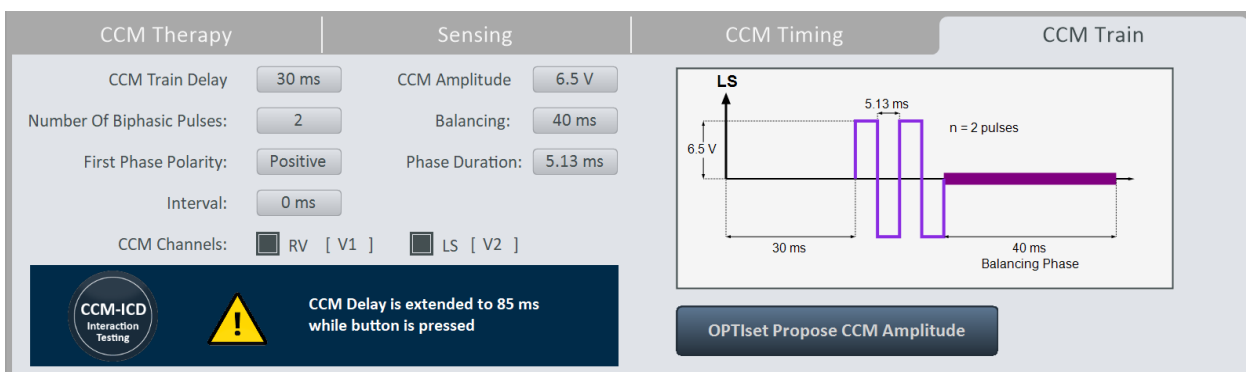 CCM Therapy
Sensing
CCM Timing
CCM Train
CCM Train Delay 30 ms CCM Amplitude 6.5 V
Number Of Biphasic Pulses: 2 Balancing: 40 ms
First Phase Polarity: Positive Phase Duration: 5.13 ms
Interval: 0 ms
CCM Channels: RV [ V1 ] LS [ V2 ]
CCM-ICD
Interaction
Testing
!
CCM Delay is extended to 85 ms
while button is pressed
LS
5.13 ms
n = 2 pulses
6.5 V
30 ms
40 ms
Balancing Phase
OPTIset Propose CCM Amplitude